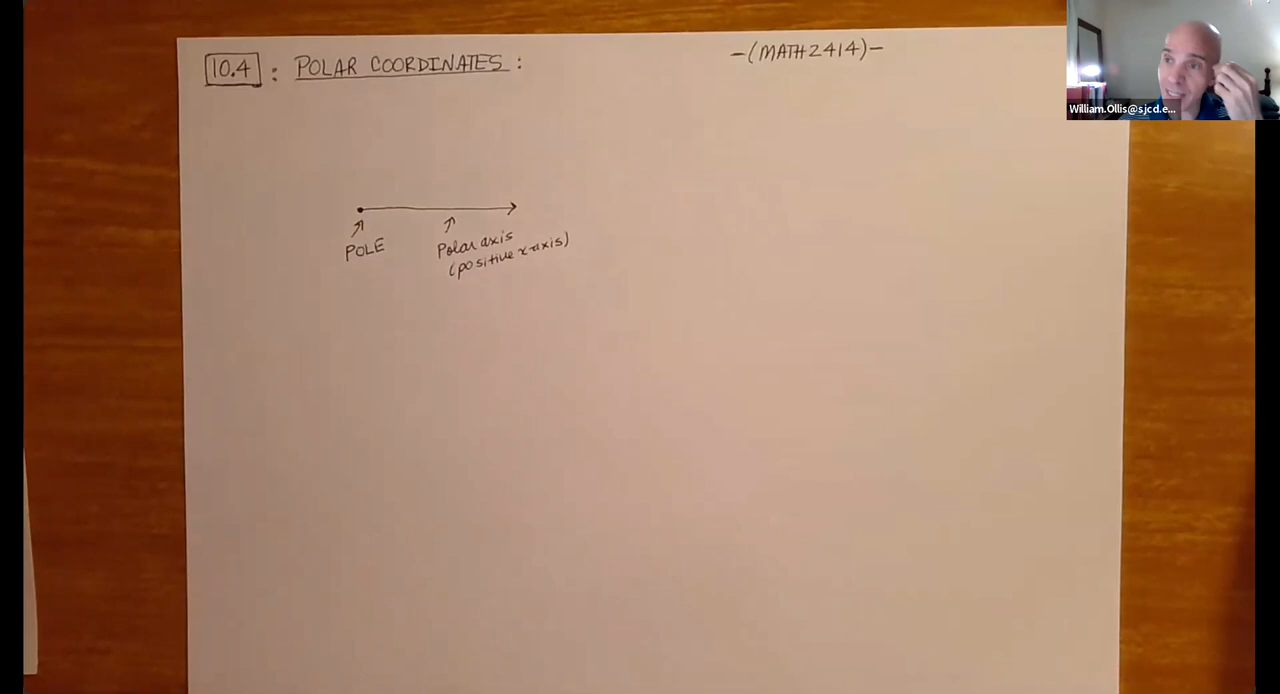 10.4 : POLAR COORDINATES :
-(MATH 2414)-
POLE
Polar axis
(positive x axis)
William.Ollis@sjcd.e...